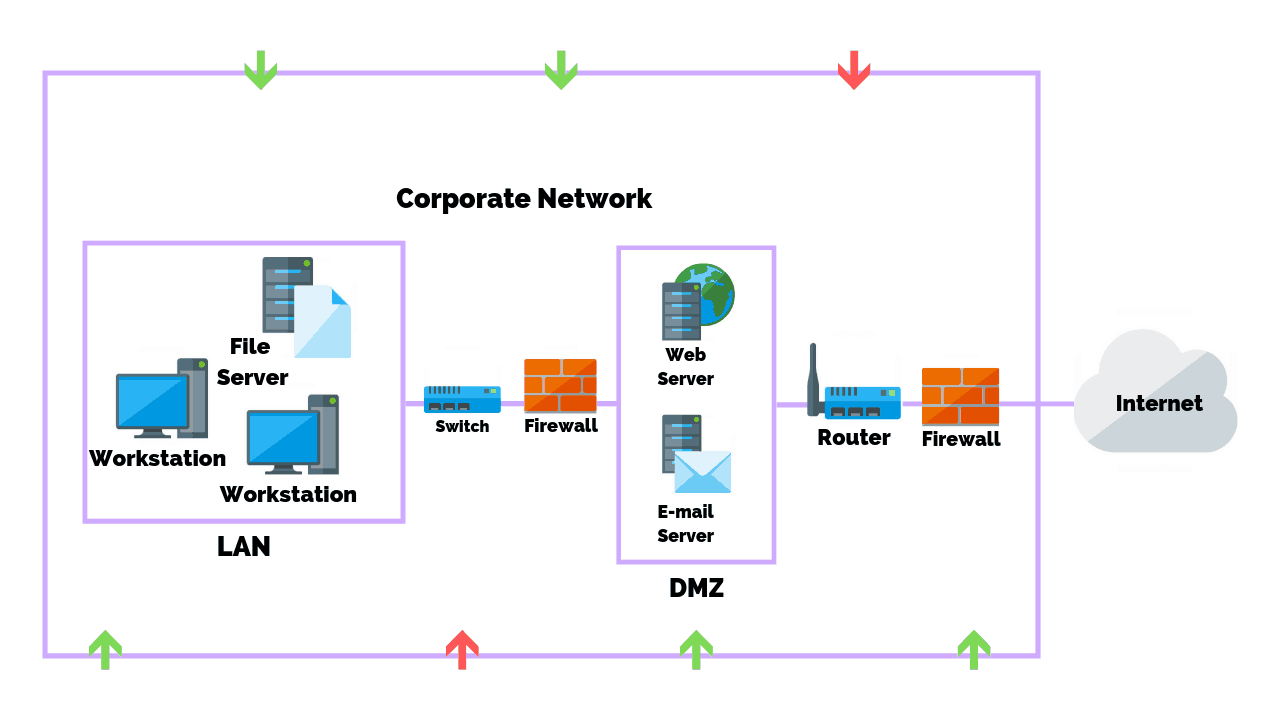 Corporate Network
File
Server
Workstation
Workstation
LAN
Switch
Firewall
Web
Server
E-mail
Server
DMZ
Router
Firewall
Internet